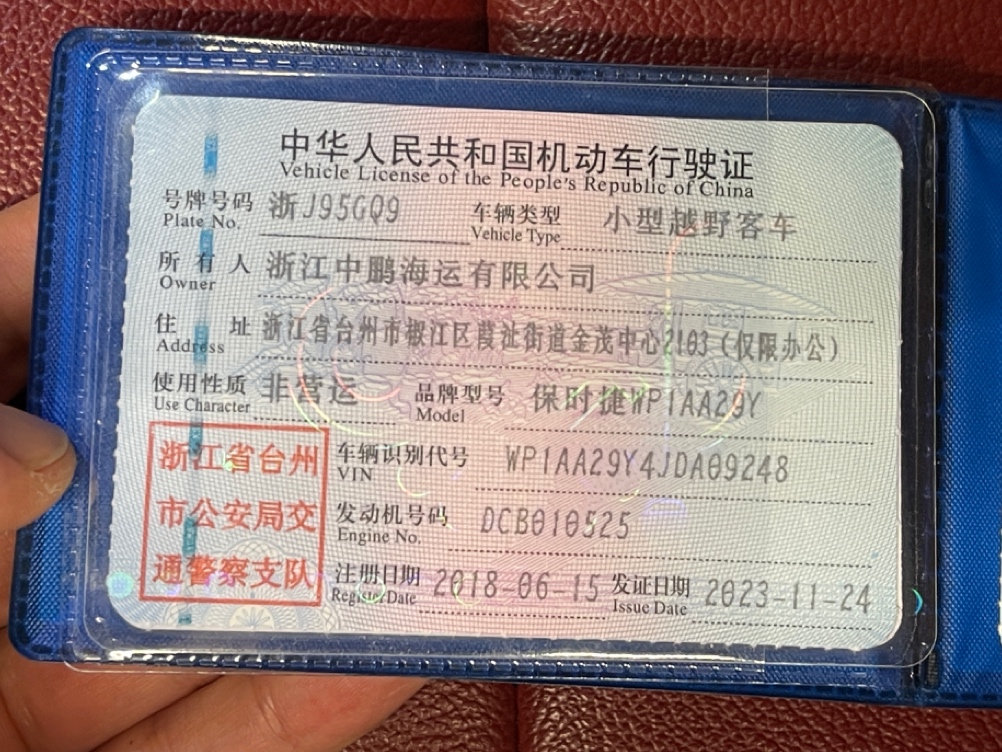 中华人民共和国机动车行驶证
Vehicle License of the People's Republic of China
号牌号码 浙J95GQ9 车辆类型 小型越野客车
Plate No. Vehicle Type
所有人 浙江中鹏海运有限公司
Owner
住址 浙江省台州市椒江区葭沚街道金茂中心2103（仅限办公）
Address
使用性质 非营运 品牌型号 保时捷WP1AA29Y
Use Character Model
浙江省台州
市公安局交
通警察支队
车辆识别代号 WP1AA29Y4JDA09248
VIN
发动机号码 DCB010525
Engine No.
注册日期 2018-06-15 发证日期 2023-11-24
Register Date Issue Date